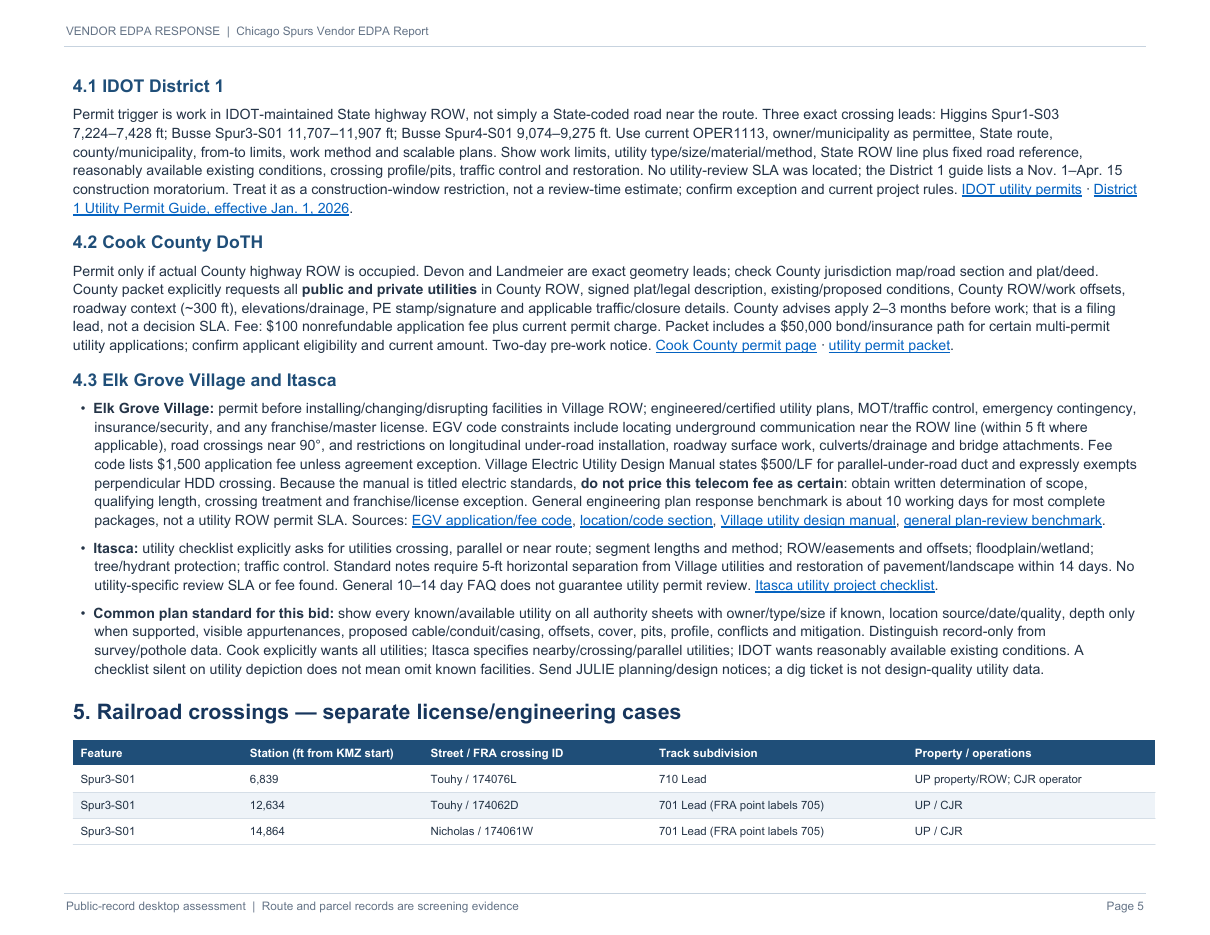 VENDOR EDPA RESPONSE | Chicago Spurs Vendor EDPA Report
4.1 IDOT District 1
Permit trigger is work in IDOT-maintained State highway ROW, not simply a State-coded road near the route. Three exact crossing leads: Higgins Spur1-S03
7,224–7,428 ft; Busse Spur3-S01 11,707–11,907 ft; Busse Spur4-S01 9,074–9,275 ft. Use current OPER1113, owner/municipality as permittee, State route,
county/municipality, from-to limits, work method and scalable plans. Show work limits, utility type/size/material/method, State ROW line plus fixed road reference,
reasonably available existing conditions, crossing profile/pits, traffic control and restoration. No utility-review SLA was located; the District 1 guide lists a Nov. 1–Apr. 15
construction moratorium. Treat it as a construction-window restriction, not a review-time estimate; confirm exception and current project rules. IDOT utility permits · District
1 Utility Permit Guide, effective Jan. 1, 2026.
4.2 Cook County DoTH
Permit only if actual County highway ROW is occupied. Devon and Landmeier are exact geometry leads; check County jurisdiction map/road section and plat/deed.
County packet explicitly requests all public and private utilities in County ROW, signed plat/legal description, existing/proposed conditions, County ROW/work offsets,
roadway context (~300 ft), elevations/drainage, PE stamp/signature and applicable traffic/closure details. County advises apply 2–3 months before work; that is a filing
lead, not a decision SLA. Fee: $100 nonrefundable application fee plus current permit charge. Packet includes a $50,000 bond/insurance path for certain multi-permit
utility applications; confirm applicant eligibility and current amount. Two-day pre-work notice. Cook County permit page · utility permit packet.
4.3 Elk Grove Village and Itasca
• Elk Grove Village: permit before installing/changing/disrupting facilities in Village ROW; engineered/certified utility plans, MOT/traffic control, emergency contingency,
insurance/security, and any franchise/master license. EGV code constraints include locating underground communication near the ROW line (within 5 ft where
applicable), road crossings near 90°, and restrictions on longitudinal under-road installation, roadway surface work, culverts/drainage and bridge attachments. Fee
code lists $1,500 application fee unless agreement exception. Village Electric Utility Design Manual states $500/LF for parallel-under-road duct and expressly exempts
perpendicular HDD crossing. Because the manual is titled electric standards, do not price this telecom fee as certain: obtain written determination of scope,
qualifying length, crossing treatment and franchise/license exception. General engineering plan response benchmark is about 10 working days for most complete
packages, not a utility ROW permit SLA. Sources: EGV application/fee code, location/code section, Village utility design manual, general plan-review benchmark.
• Itasca: utility checklist explicitly asks for utilities crossing, parallel or near route; segment lengths and method; ROW/easements and offsets; floodplain/wetland;
tree/hydrant protection; traffic control. Standard notes require 5-ft horizontal separation from Village utilities and restoration of pavement/landscape within 14 days. No
utility-specific review SLA or fee found. General 10–14 day FAQ does not guarantee utility permit review. Itasca utility project checklist.
• Common plan standard for this bid: show every known/available utility on all authority sheets with owner/type/size if known, location source/date/quality, depth only
when supported, visible appurtenances, proposed cable/conduit/casing, offsets, cover, pits, profile, conflicts and mitigation. Distinguish record-only from
survey/pothole data. Cook explicitly wants all utilities; Itasca specifies nearby/crossing/parallel utilities; IDOT wants reasonably available existing conditions. A
checklist silent on utility depiction does not mean omit known facilities. Send JULIE planning/design notices; a dig ticket is not design-quality utility data.
5. Railroad crossings — separate license/engineering cases
Feature Station (ft from KMZ start) Street / FRA crossing ID Track subdivision Property / operations
Spur3-S01 6,839 Touhy / 174076L 710 Lead UP property/ROW; CJR operator
Spur3-S01 12,634 Touhy / 174062D 701 Lead (FRA point labels 705) UP / CJR
Spur3-S01 14,864 Nicholas / 174061W 701 Lead (FRA point labels 705) UP / CJR
Public-record desktop assessment | Route and parcel records are screening evidence Page 5